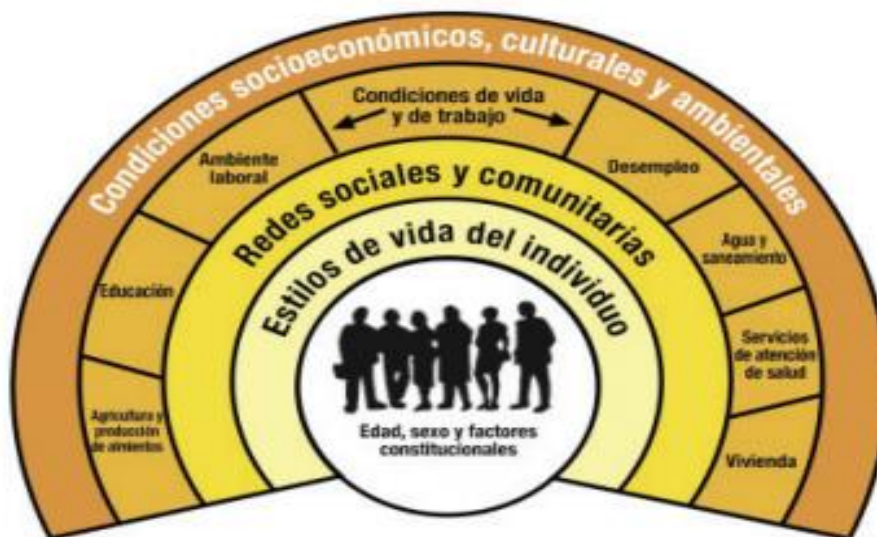 Condiciones socioeconómicos, culturales y ambientales
Condiciones de vida
y de trabajo
Ambiente
laboral
Desempleo
Redes sociales y comunitarias
Agua y
saneamiento
Estilos de vida del individuo
Educación
Servicios
de atención
de salud
Agricultura y
producción
de alimentos
Edad, sexo y factores
constitucionales
Vivienda